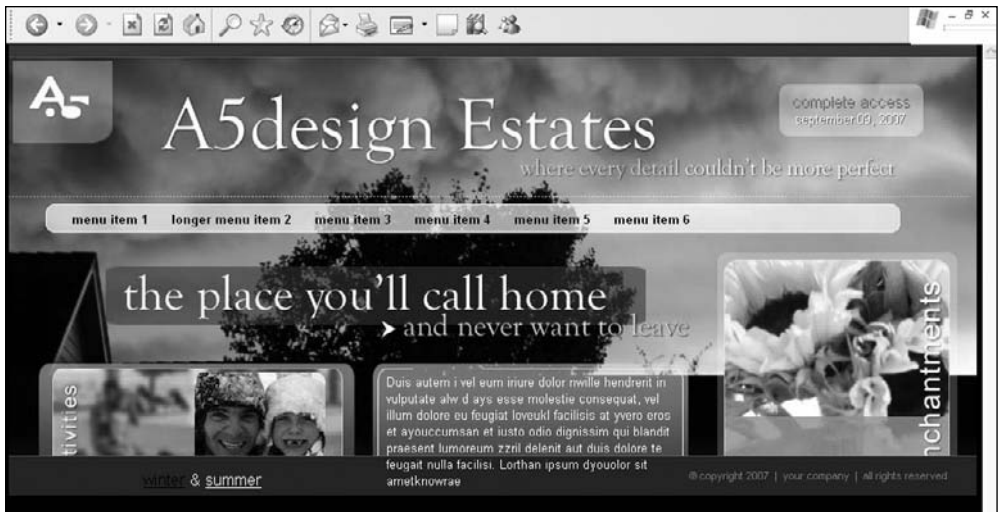 A5
A5design Estates
complete access
september 09, 2007
where every detail couldn't be more perfect
menu item 1 longer menu item 2 menu item 3 menu item 4 menu item 5 menu item 6
the place you'll call home
and never want to leave
tivities
Duis autem i vel eum iriure dolor riwille hendrerit in
vulputate alw d ays esse molestie consequat, vel
illum dolore eu feugiat loveukl facilisis at yvero eros
et ayouccumsan et iusto odio dignissim qui blandit
praesent lumoreum zzril delenit aut duis dolore te
feugait nulla facilisi. Lorthan ipsum dyouolor sit
ametknowrae
nchantments
winter & summer
© copyright 2007 | your company | all rights reserved